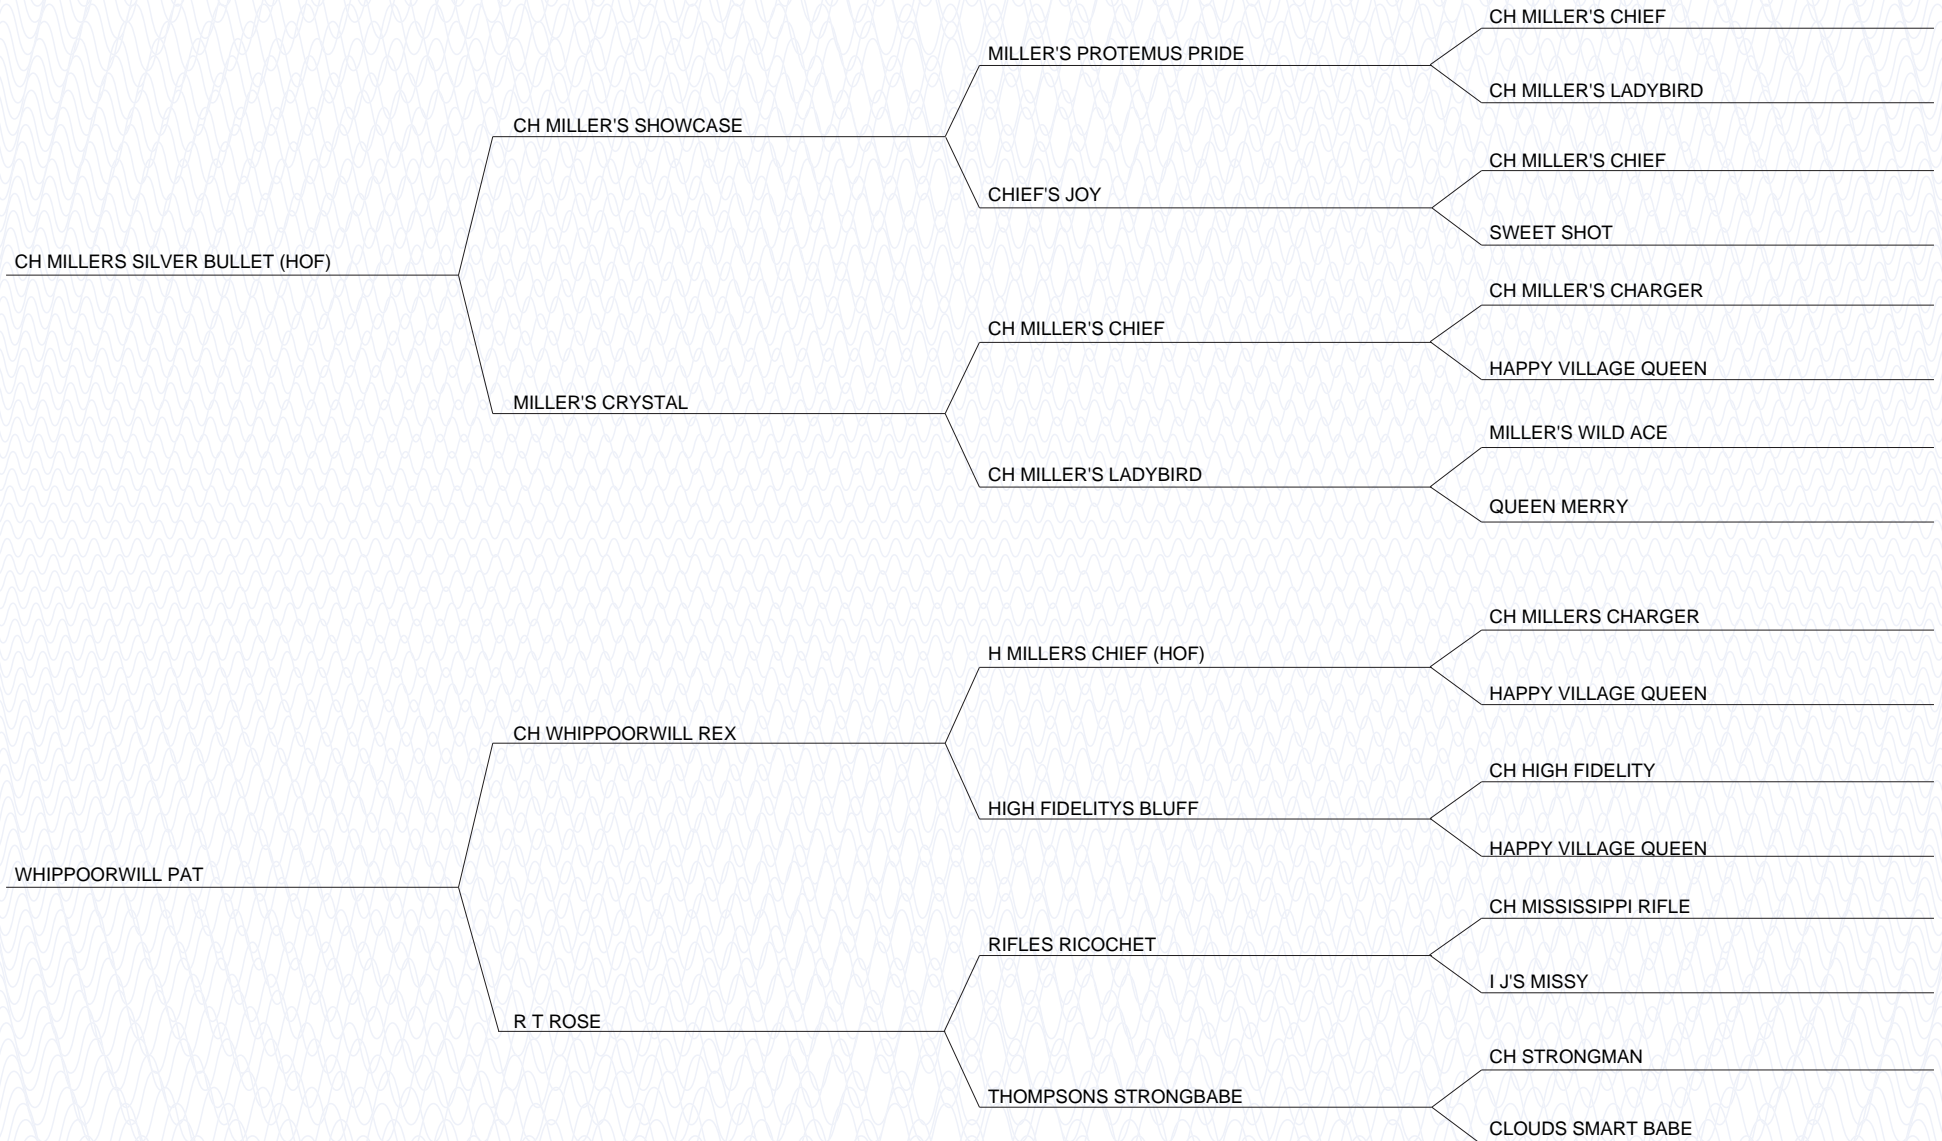 CH MILLER'S CHIEF
MILLER'S PROTEMUS PRIDE
CH MILLER'S LADYBIRD
CH MILLER'S SHOWCASE
CH MILLER'S CHIEF
CHIEF'S JOY
SWEET SHOT
CH MILLERS SILVER BULLET (HOF)
CH MILLER'S CHARGER
CH MILLER'S CHIEF
HAPPY VILLAGE QUEEN
MILLER'S CRYSTAL
MILLER'S WILD ACE
CH MILLER'S LADYBIRD
QUEEN MERRY
CH MILLERS CHARGER
H MILLERS CHIEF (HOF)
HAPPY VILLAGE QUEEN
CH WHIPPOORWILL REX
CH HIGH FIDELITY
HIGH FIDELITYS BLUFF
HAPPY VILLAGE QUEEN
WHIPPOORWILL PAT
CH MISSISSIPPI RIFLE
RIFLES RICOCHET
I J'S MISSY
R T ROSE
CH STRONGMAN
THOMPSONS STRONGBABE
CLOUDS SMART BABE